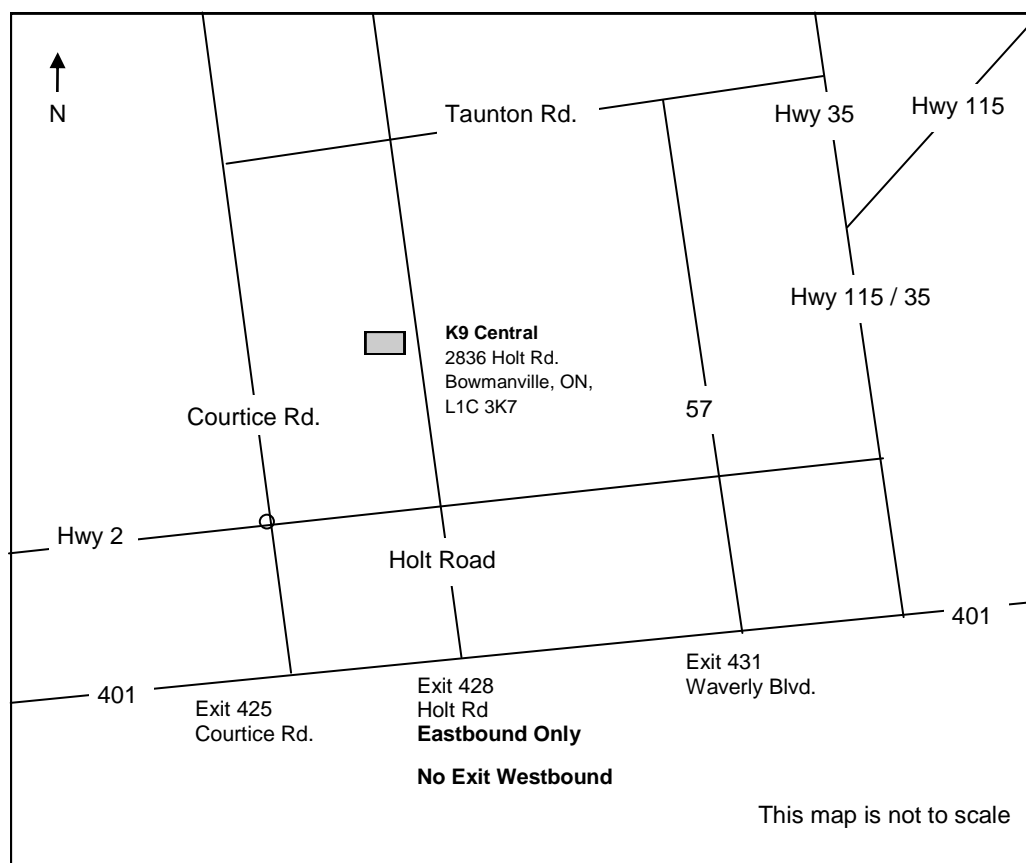 N
Taunton Rd.
Hwy 35
Hwy 115
Hwy 115 / 35
K9 Central
2836 Holt Rd.
Bowmanville, ON,
L1C 3K7
Courtice Rd.
57
Hwy 2
Holt Road
401
401
Exit 425
Courtice Rd.
Exit 428
Holt Rd
Eastbound Only
No Exit Westbound
Exit 431
Waverly Blvd.
This map is not to scale